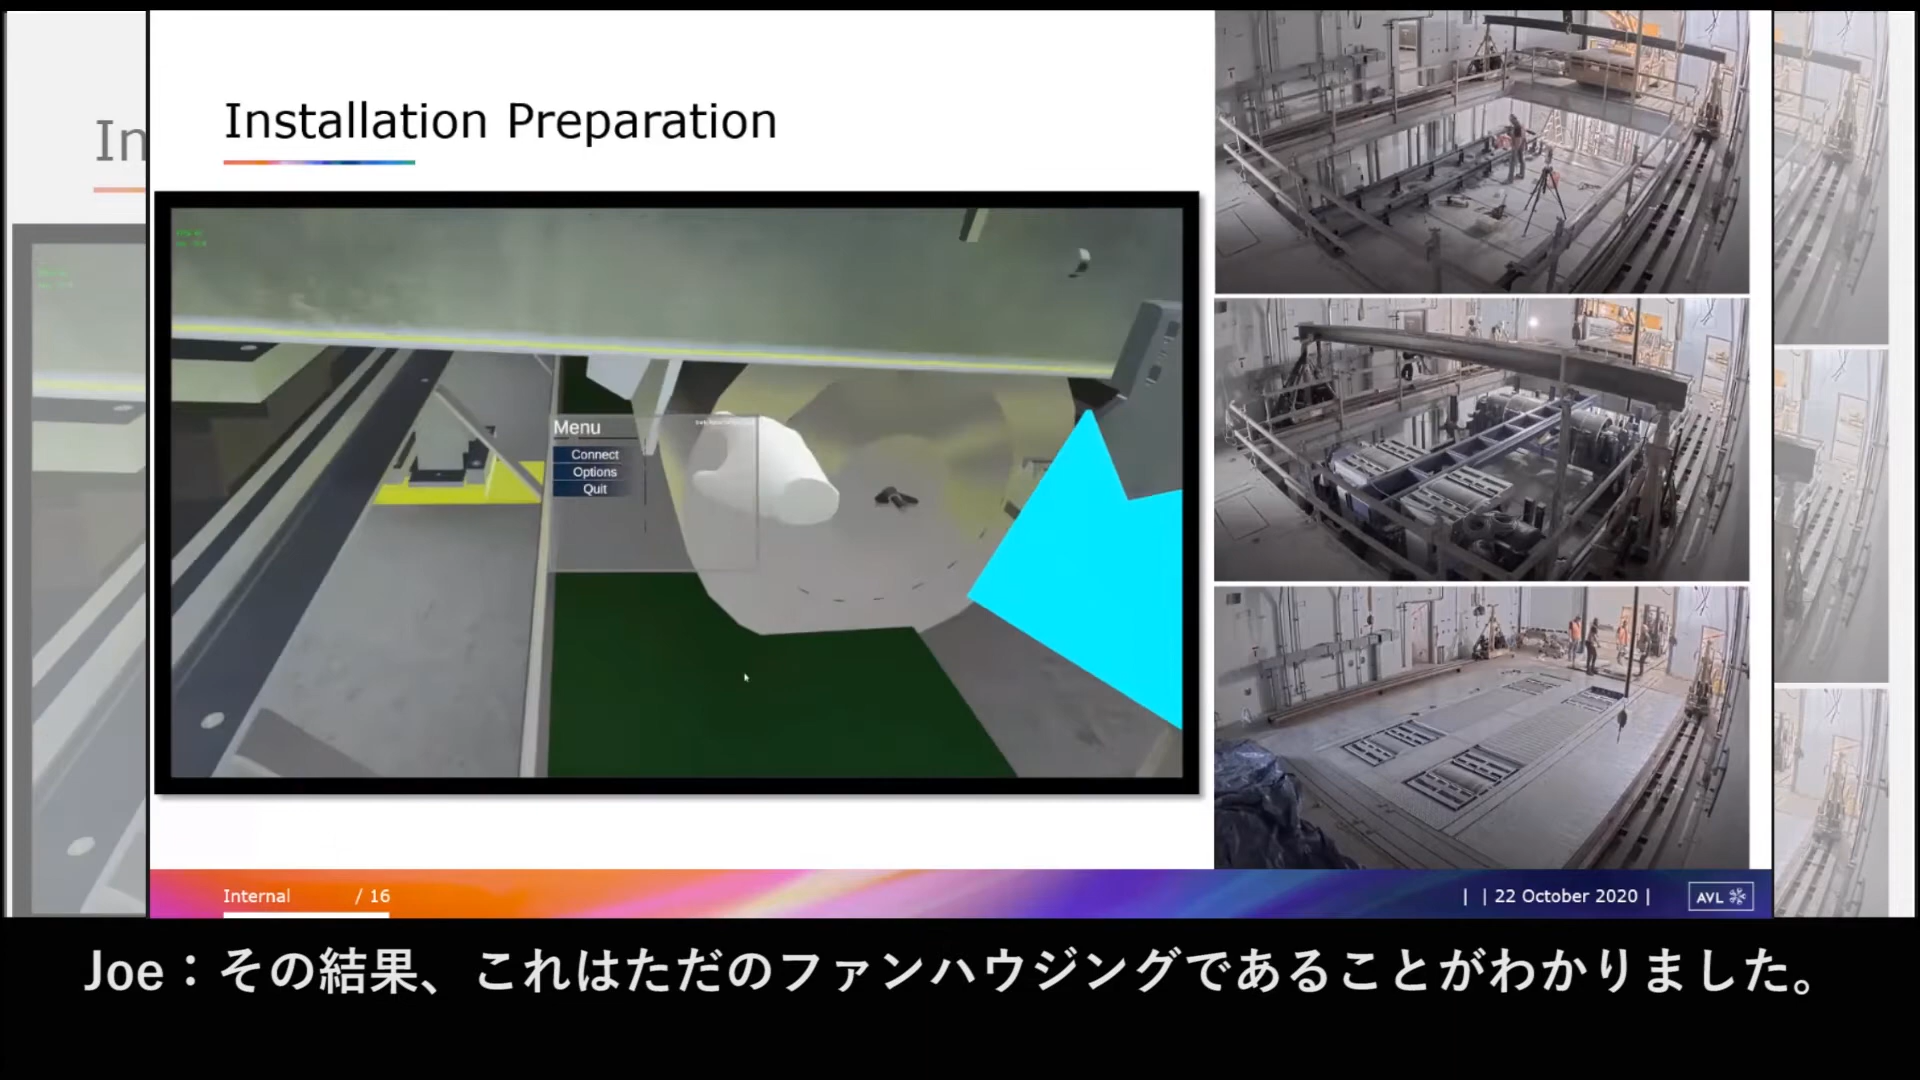 In
Installation Preparation
Menu
Connect
Options
Quit
Internal / 16
| | 22 October 2020 |
AVL
Joe：その結果、これはただのファンハウジングであることがわかりました。